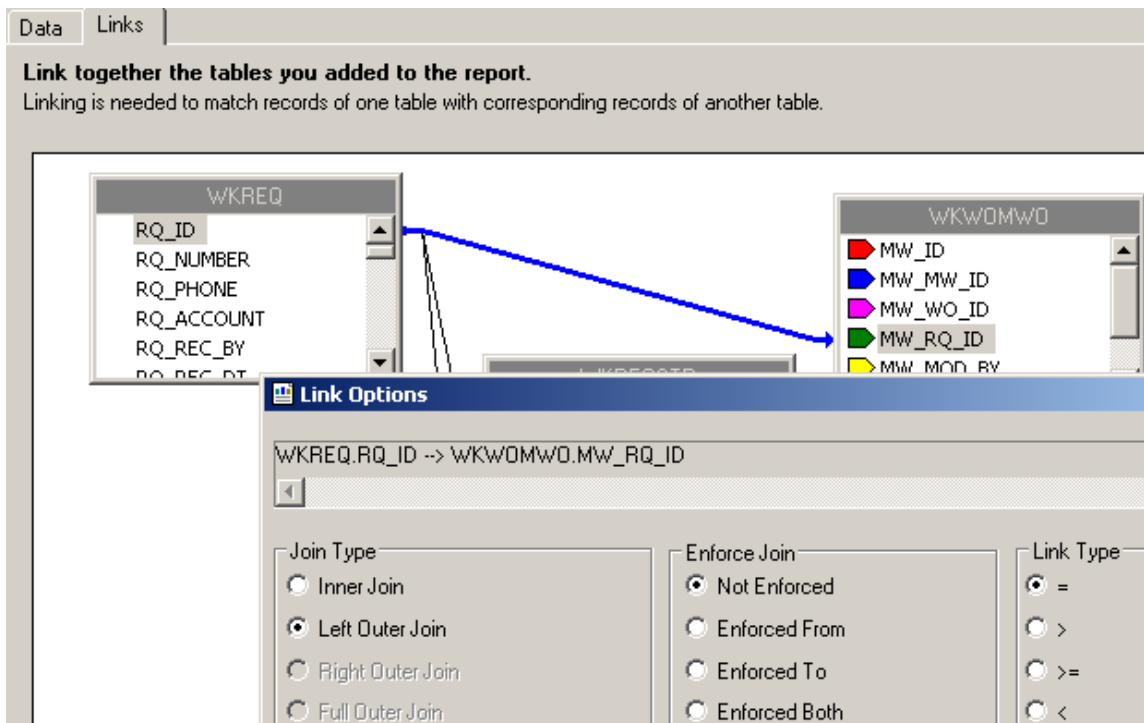 Data Links
Link together the tables you added to the report.
Linking is needed to match records of one table with corresponding records of another table.
WKREQ
RQ_ID
RQ_NUMBER
RQ_PHONE
RQ_ACCOUNT
RQ_REC_BY
RQ_REC_DT
WKWOMWO
MW_ID
MW_MW_ID
MW_WO_ID
MW_RQ_ID
MW_MOD_BY
Link Options
WKREQ.RQ_ID --> WKWOMWO.MW_RQ_ID
Join Type
Inner Join
Left Outer Join
Right Outer Join
Full Outer Join
Enforce Join
Not Enforced
Enforced From
Enforced To
Enforced Both
Link Type
=
>
>=
<